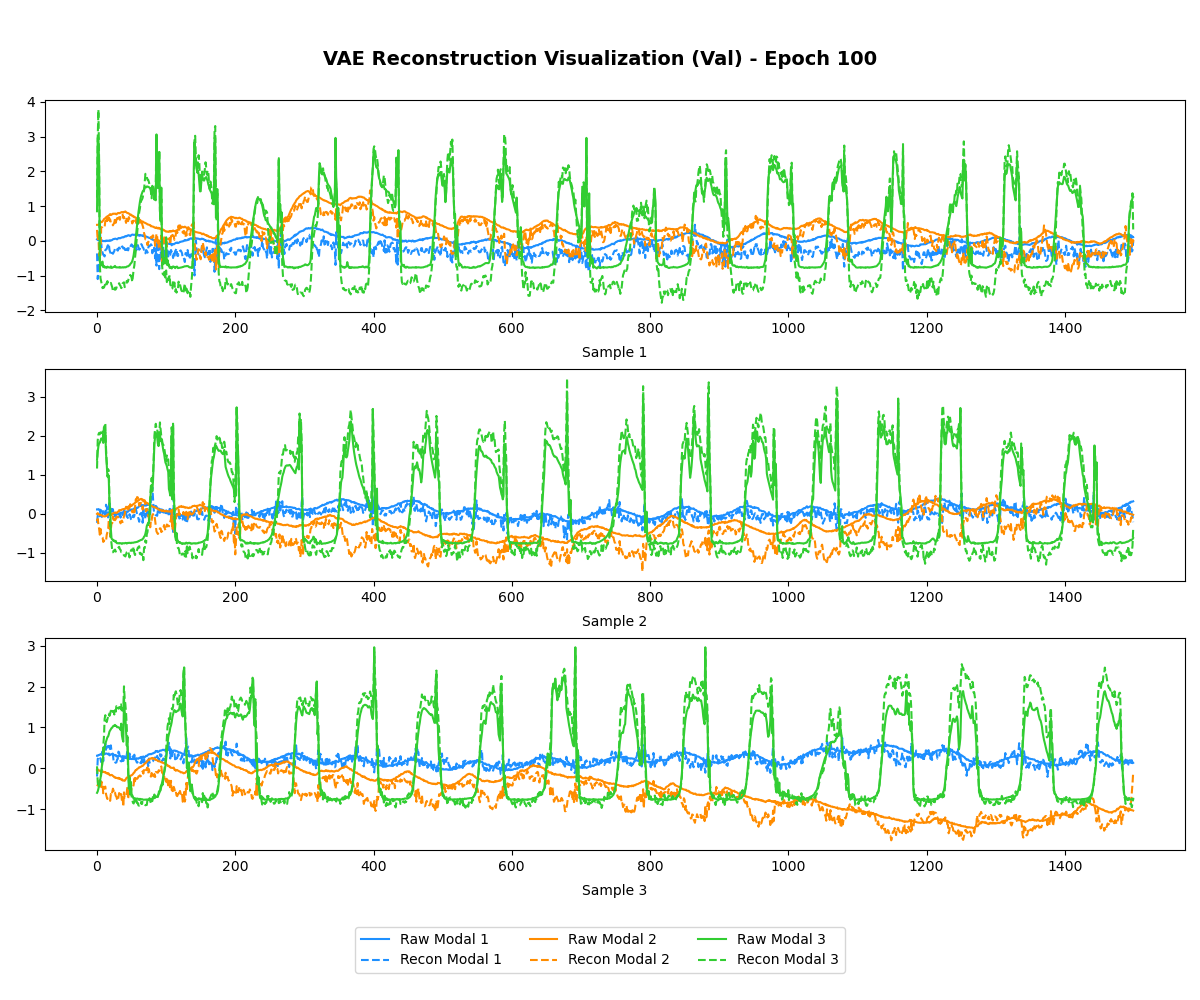 VAE Reconstruction Visualization (Val) - Epoch 100
4
3
2
1
0
−1
−2
0 200 400 600 800 1000 1200 1400
Sample 1
3
2
1
0
−1
0 200 400 600 800 1000 1200 1400
Sample 2
3
2
1
0
−1
0 200 400 600 800 1000 1200 1400
Sample 3
Raw Modal 1 Raw Modal 2 Raw Modal 3
Recon Modal 1 Recon Modal 2 Recon Modal 3